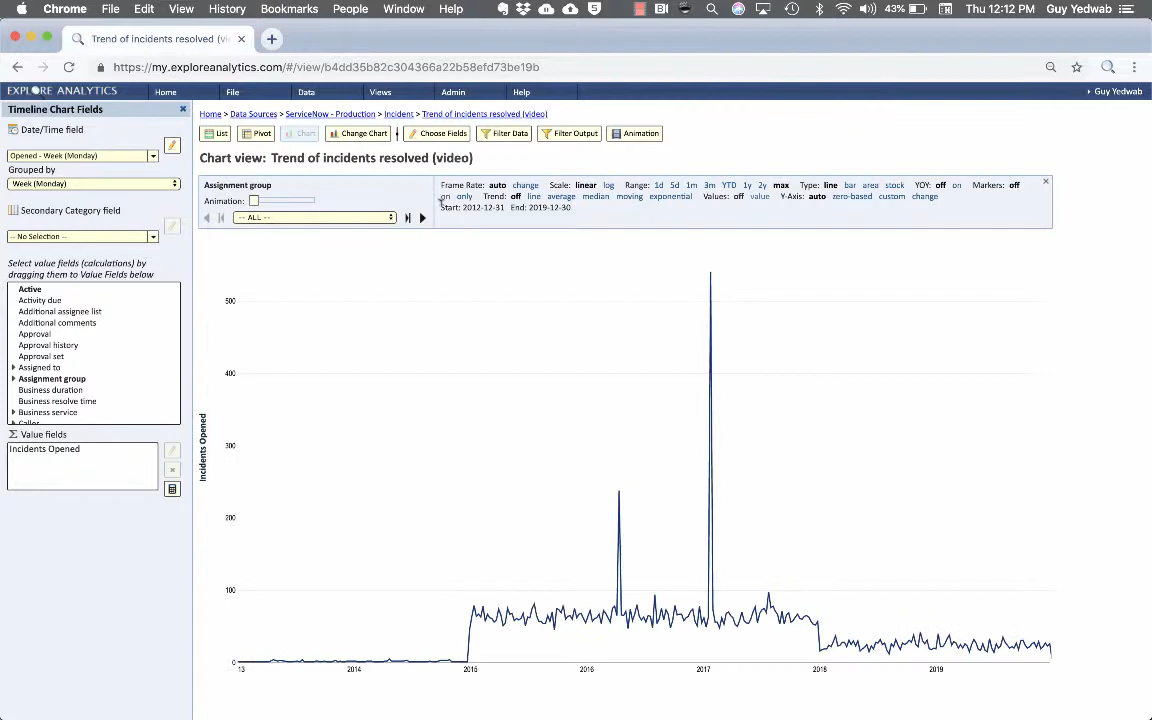 Chrome File Edit View History Bookmarks People Window Help 5 43% Thu 12:12 PM Guy Yedwab
Trend of incidents resolved (vi
https://my.exploreanalytics.com/#/view/b4dd35b82c304366a22b58efd73be19b
EXPLORE ANALYTICS Home File Data Views Admin Help Guy Yedwab
Timeline Chart Fields
Home > Data Sources > ServiceNow - Production > Incident > Trend of incidents resolved (video)
Date/Time field
List Pivot Chart Change Chart Choose Fields Filter Data Filter Output Animation
Opened - Week (Monday)
Chart view: Trend of incidents resolved (video)
Grouped by
Week (Monday)
Assignment group
Animation:
-- ALL --
Frame Rate: auto change Scale: linear log Range: 1d 5d 1m 3m YTD 1y 2y max Type: line bar area stock YOY: off on Markers: off
on only Trend: off line average median moving exponential Values: off value Y-Axis: auto zero-based custom change
Start: 2012-12-31 End: 2019-12-30
Secondary Category field
-- No Selection --
Select value fields (calculations) by
dragging them to Value Fields below
Active
Activity due
Additional assignee list
Additional comments
Approval
Approval history
Approval set
Assigned to
Assignment group
Business duration
Business resolve time
Business service
Caller
Value fields
Incidents Opened
Incidents Opened
500
400
300
200
100
0
13 2014 2015 2016 2017 2018 2019